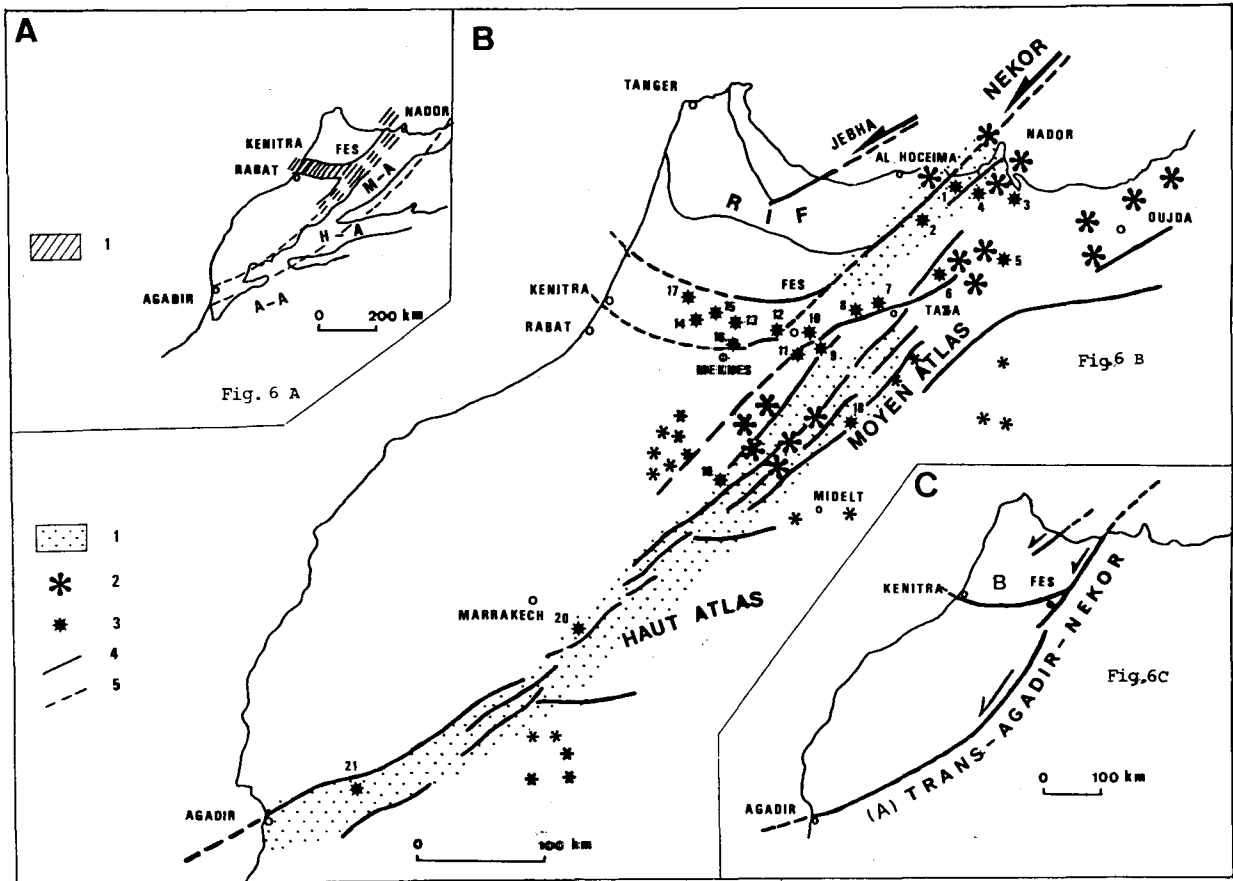 A
NADOR
KENITRA
FES
RABAT
M-A
H-A
A-A
AGADIR
1
0 200 km
Fig. 6 A
B
TANGER
NEKOR
JEBHA
NADOR
AL HOCEIMA
RIF
1
4
3
2
OUJDA
5
6
7
8
TAZA
KENITRA
RABAT
FES
17
15
14
13
12
10
16
11
9
MEKNES
Fig.6 B
MOYEN ATLAS
18
19
MIDELT
HAUT ATLAS
MARRAKECH
20
21
AGADIR
0 100 km
1
2
3
4
5
C
B
FES
KENITRA
Fig.6C
(A) TRANS-AGADIR-NEKOR
AGADIR
0 100 km